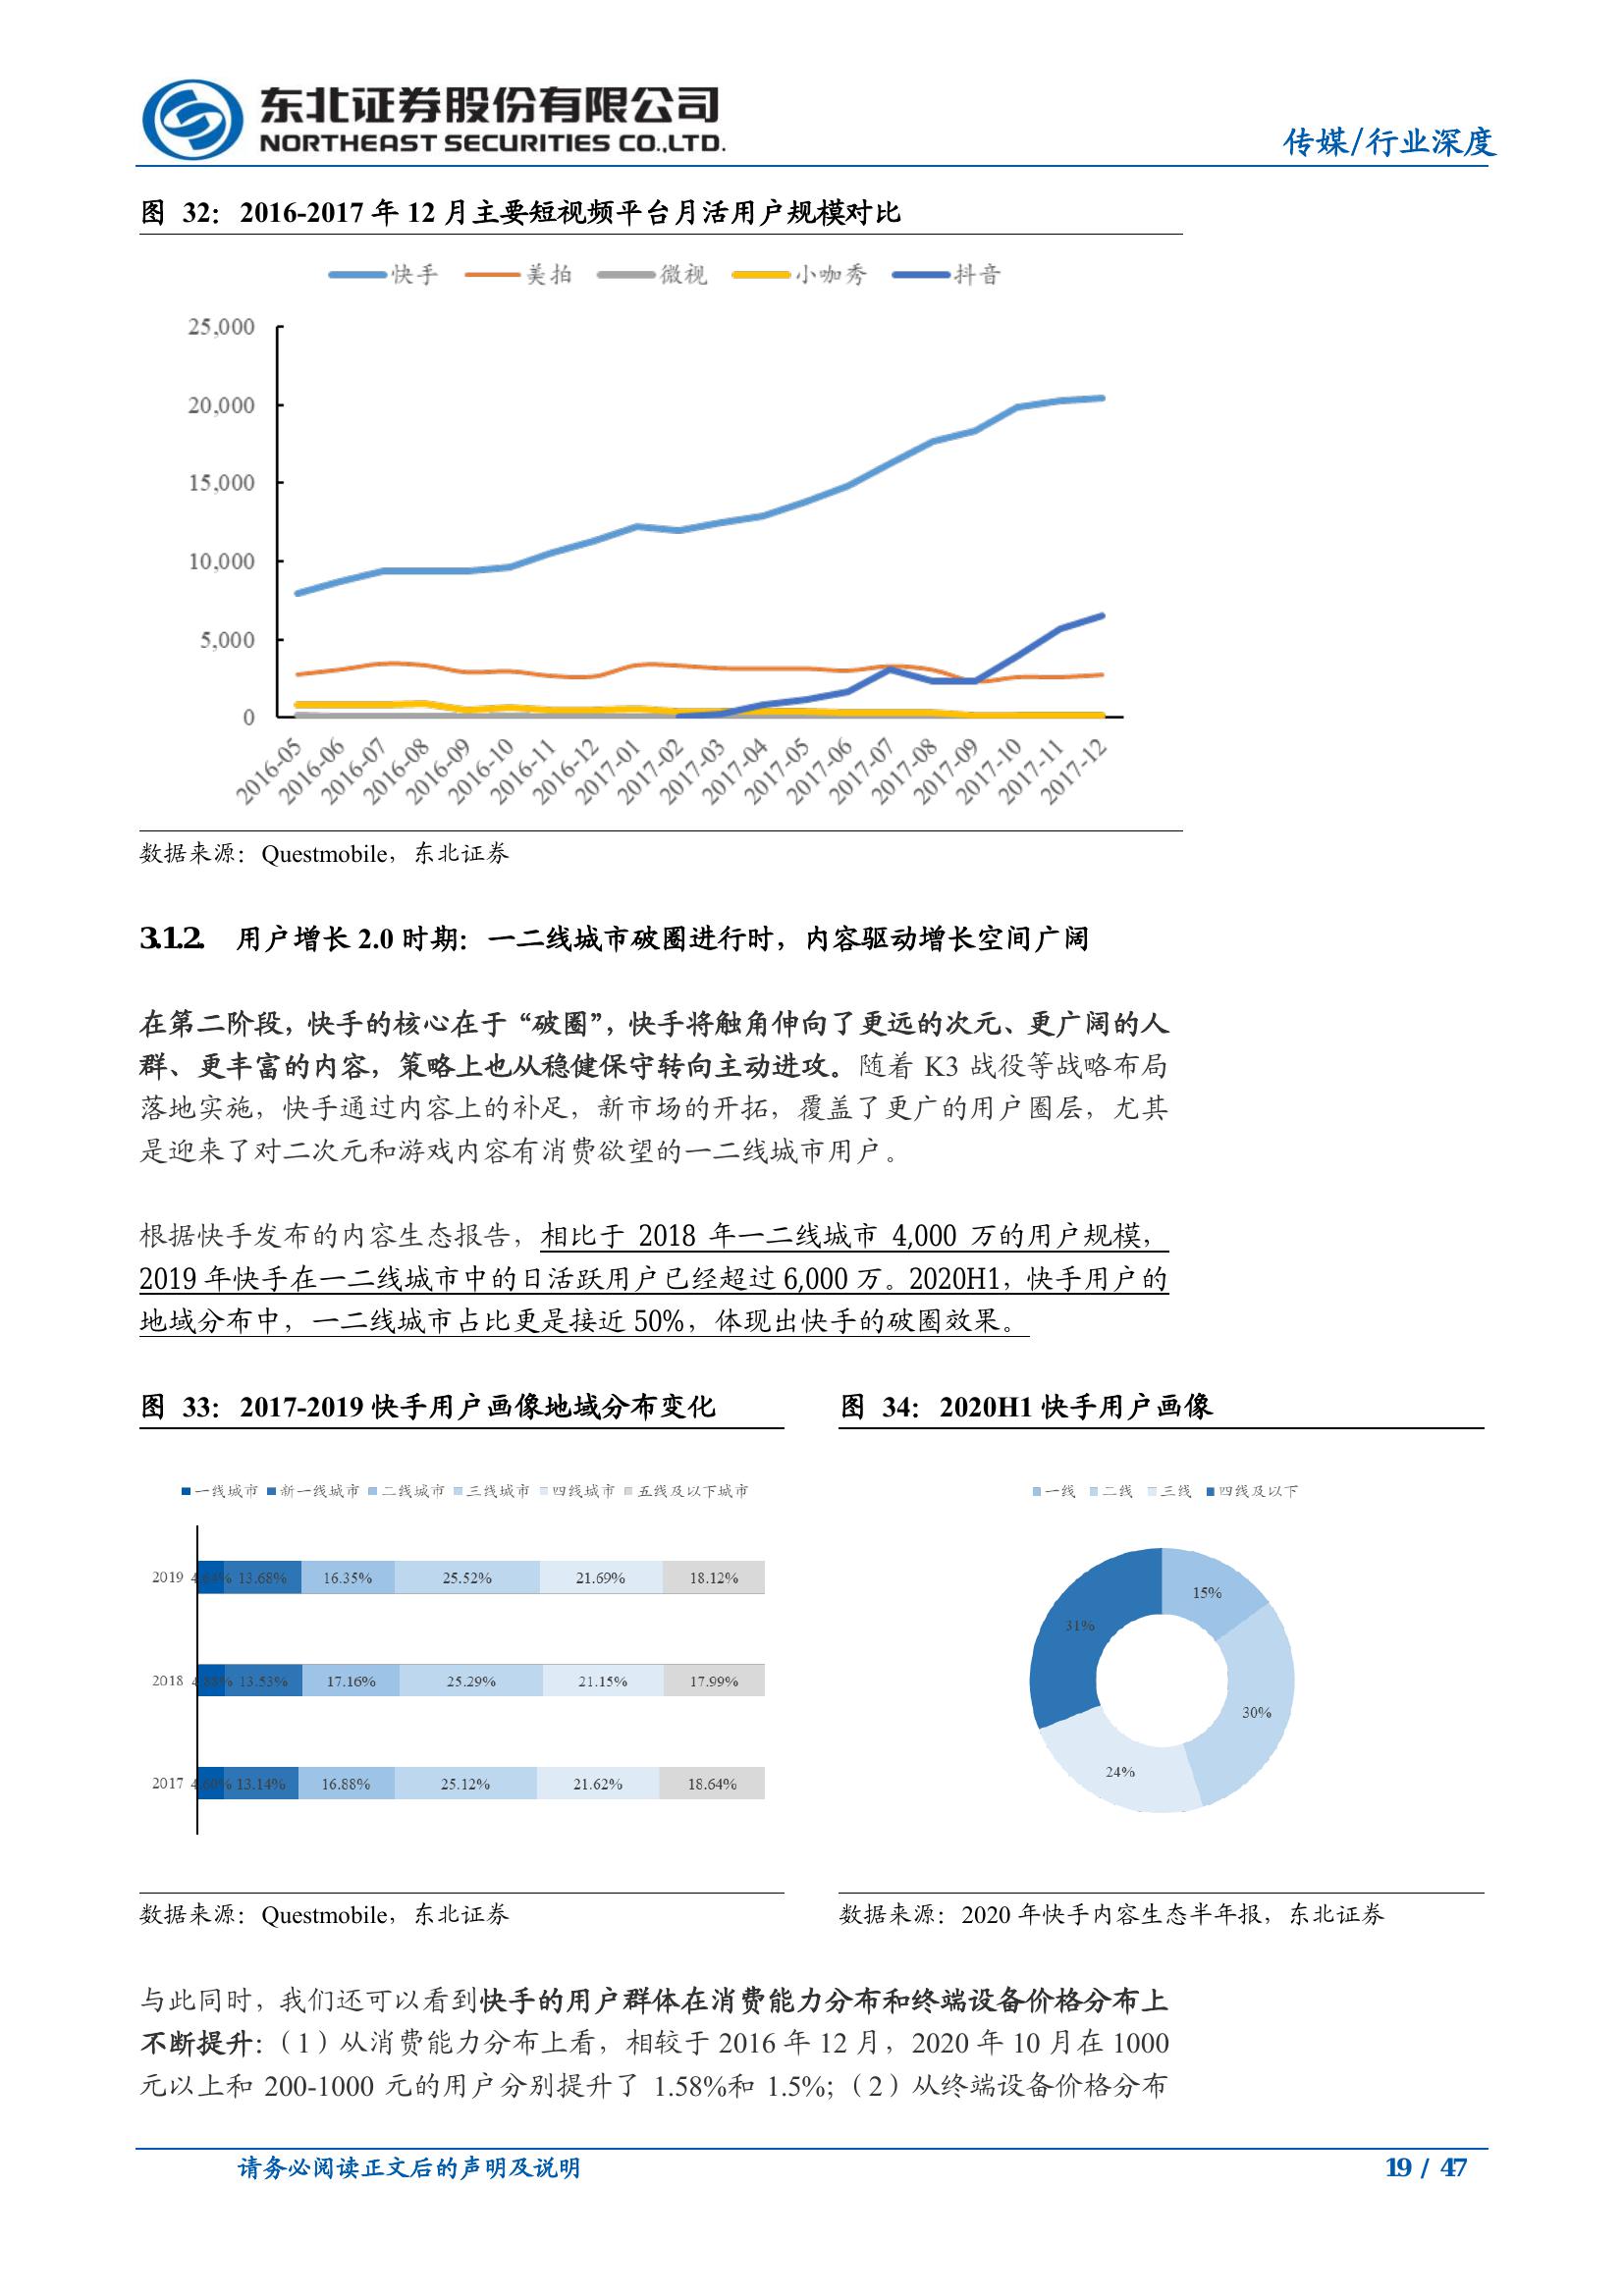 东北证券股份有限公司
NORTHEAST SECURITIES CO.,LTD.
传媒/行业深度
图 32：2016-2017 年 12 月主要短视频平台月活用户规模对比
快手 美拍 微视 小咖秀 抖音
25,000
20,000
15,000
10,000
5,000
0
2016-05 2016-06 2016-07 2016-08 2016-09 2016-10 2016-11 2016-12 2017-01 2017-02 2017-03 2017-04 2017-05 2017-06 2017-07 2017-08 2017-09 2017-10 2017-11 2017-12
数据来源：Questmobile，东北证券
3.1.2. 用户增长 2.0 时期：一二线城市破圈进行时，内容驱动增长空间广阔
在第二阶段，快手的核心在于“破圈”，快手将触角伸向了更远的次元、更广阔的人
群、更丰富的内容，策略上也从稳健保守转向主动进攻。随着 K3 战役等战略布局
落地实施，快手通过内容上的补足，新市场的开拓，覆盖了更广的用户圈层，尤其
是迎来了对二次元和游戏内容有消费欲望的一二线城市用户。
根据快手发布的内容生态报告，相比于 2018 年一二线城市 4,000 万的用户规模，
2019 年快手在一二线城市中的日活跃用户已经超过 6,000 万。2020H1，快手用户的
地域分布中，一二线城市占比更是接近 50%，体现出快手的破圈效果。
图 33：2017-2019 快手用户画像地域分布变化
一线城市 新一线城市 二线城市 三线城市 四线城市 五线及以下城市
2019 13.68% 16.35% 25.52% 21.69% 18.12%
2018 13.53% 17.16% 25.29% 21.15% 17.99%
2017 13.14% 16.88% 25.12% 21.62% 18.64%
数据来源：Questmobile，东北证券
图 34：2020H1 快手用户画像
一线 二线 三线 四线及以下
15%
31%
30%
24%
数据来源：2020 年快手内容生态半年报，东北证券
与此同时，我们还可以看到快手的用户群体在消费能力分布和终端设备价格分布上
不断提升：（1）从消费能力分布上看，相较于 2016 年 12 月，2020 年 10 月在 1000
元以上和 200-1000 元的用户分别提升了 1.58%和 1.5%;（2）从终端设备价格分布
请务必阅读正文后的声明及说明
19 / 47